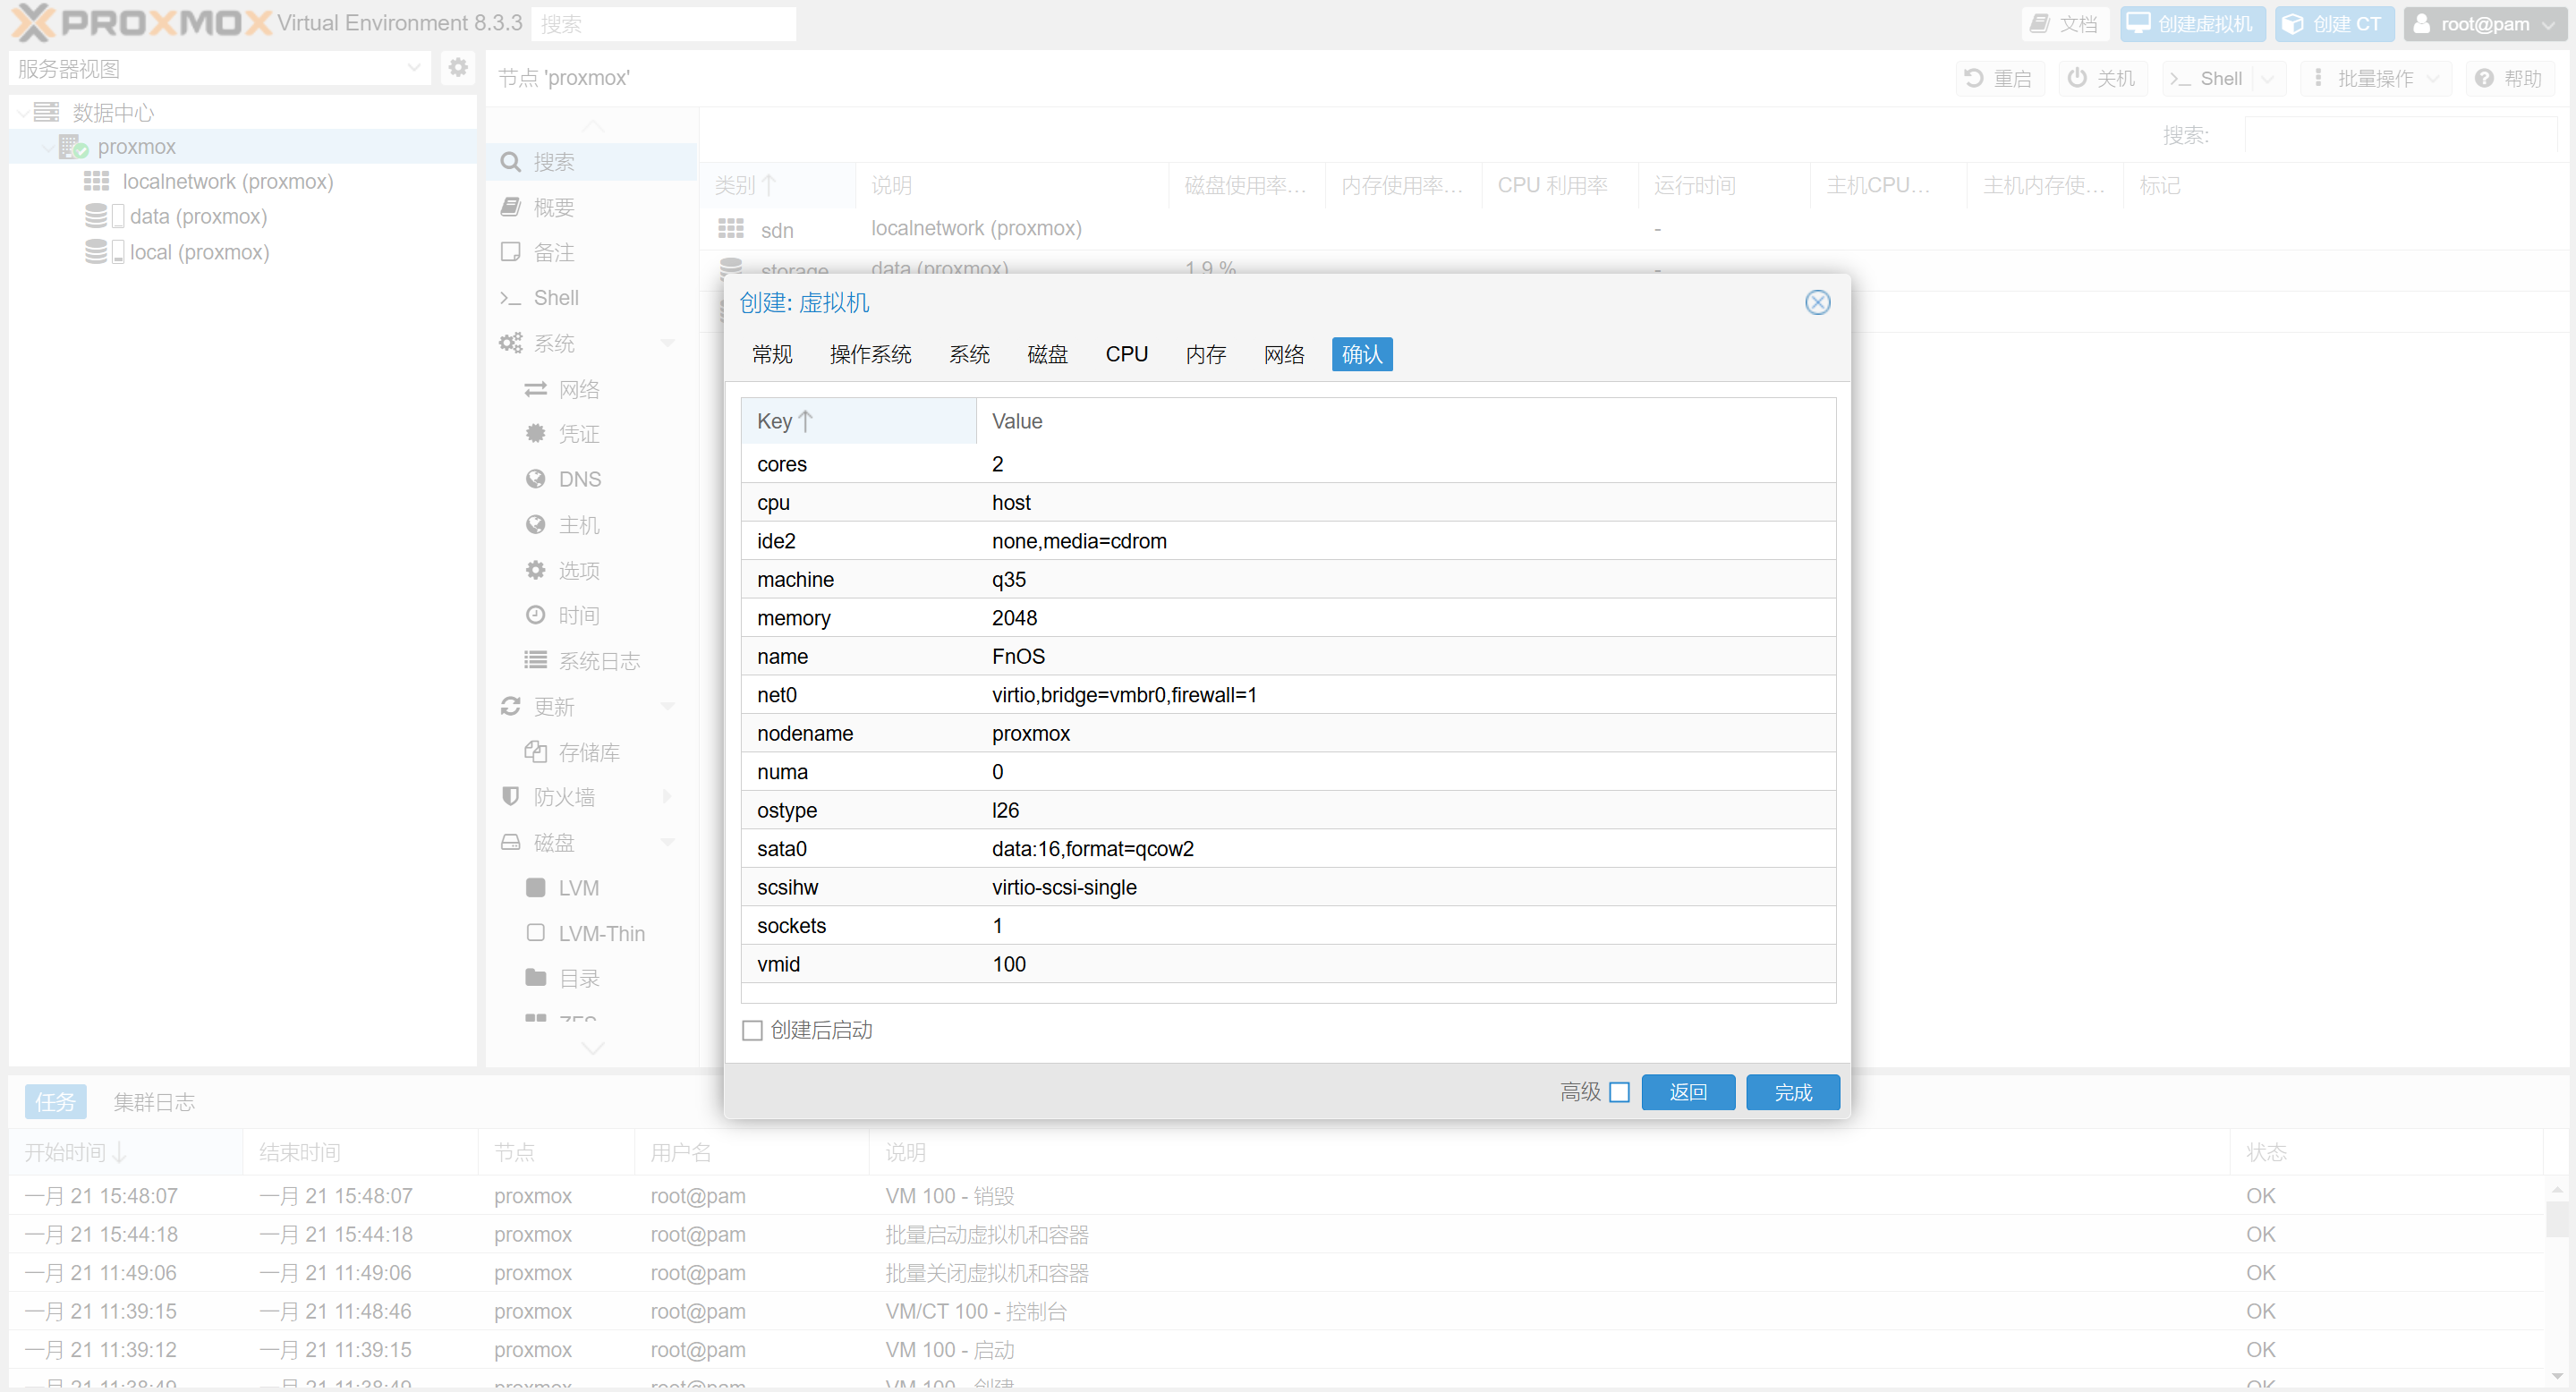 PROXMOX Virtual Environment 8.3.3 搜索 文档 创建虚拟机 创建 CT root@pam
服务器视图
数据中心
proxmox
localnetwork (proxmox)
data (proxmox)
local (proxmox)
节点 'proxmox' 重启 关机 Shell 批量操作 帮助
搜索
概要
备注
Shell
系统
网络
凭证
DNS
主机
选项
时间
系统日志
更新
存储库
防火墙
磁盘
LVM
LVM-Thin
目录
ZFS
搜索:
类别 说明 磁盘使用率... 内存使用率... CPU 利用率 运行时间 主机CPU... 主机内存使... 标记
sdn localnetwork (proxmox) -
storage data (proxmox) 1.9 % -
创建: 虚拟机
常规 操作系统 系统 磁盘 CPU 内存 网络 确认
Key Value
cores 2
cpu host
ide2 none,media=cdrom
machine q35
memory 2048
name FnOS
net0 virtio,bridge=vmbr0,firewall=1
nodename proxmox
numa 0
ostype l26
sata0 data:16,format=qcow2
scsihw virtio-scsi-single
sockets 1
vmid 100
创建后启动
高级 返回 完成
任务 集群日志
开始时间 结束时间 节点 用户名 说明 状态
一月 21 15:48:07 一月 21 15:48:07 proxmox root@pam VM 100 - 销毁 OK
一月 21 15:44:18 一月 21 15:44:18 proxmox root@pam 批量启动虚拟机和容器 OK
一月 21 11:49:06 一月 21 11:49:06 proxmox root@pam 批量关闭虚拟机和容器 OK
一月 21 11:39:15 一月 21 11:48:46 proxmox root@pam VM/CT 100 - 控制台 OK
一月 21 11:39:12 一月 21 11:39:15 proxmox root@pam VM 100 - 启动 OK
一月 21 11:38:49 一月 21 11:38:49 proxmox root@pam VM 100 - 创建 OK